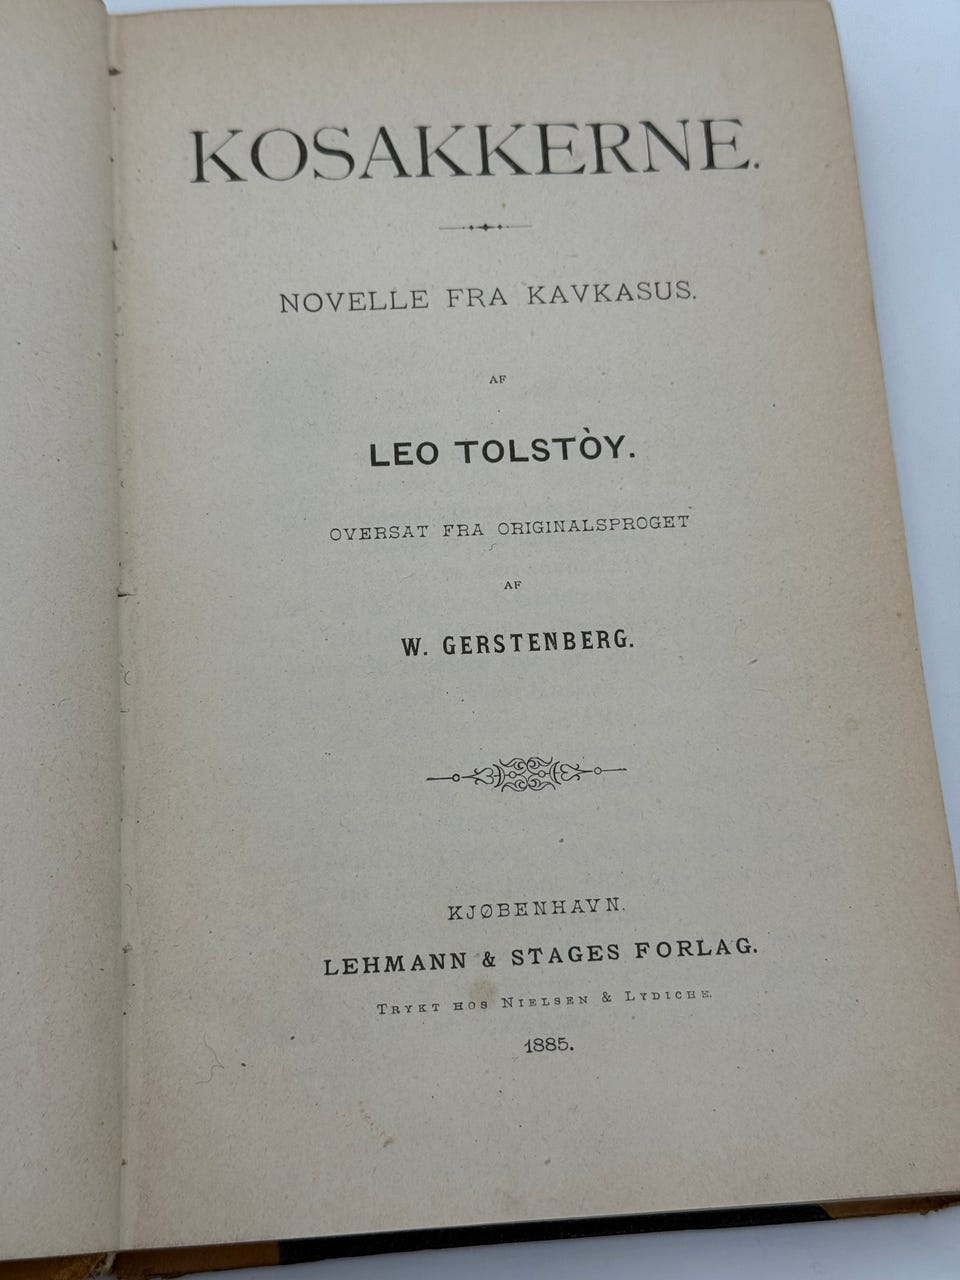 KOSAKKERNE.
NOVELLE FRA KAVKASUS.
AF
LEO TOLSTÒY.
OVERSAT FRA ORIGINALSPROGET
AF
W. GERSTENBERG.
KJØBENHAVN.
LEHMANN & STAGES FORLAG.
TRYKT HOS NIELSEN & LYDICHE.
1885.